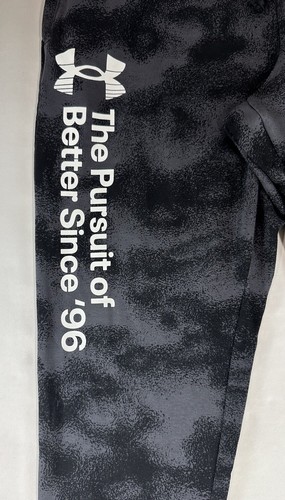 The Pursuit of
Better Since '96